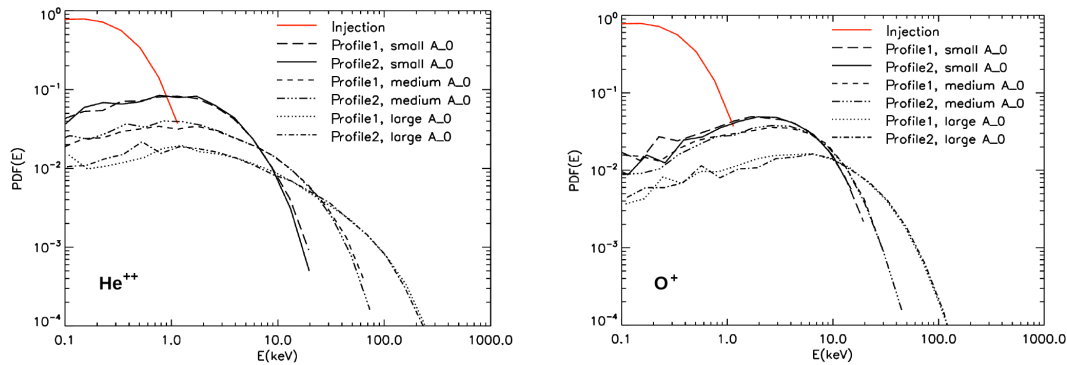 10^0
10^-1
10^-2
10^-3
10^-4
PDF(E)
Injection
Profile1, small A_0
Profile2, small A_0
Profile1, medium A_0
Profile2, medium A_0
Profile1, large A_0
Profile2, large A_0
He++
0.1 1.0 10.0 100.0 1000.0
E(keV)
10^0
10^-1
10^-2
10^-3
10^-4
PDF(E)
Injection
Profile1, small A_0
Profile2, small A_0
Profile1, medium A_0
Profile2, medium A_0
Profile1, large A_0
Profile2, large A_0
O+
0.1 1.0 10.0 100.0 1000.0
E(keV)